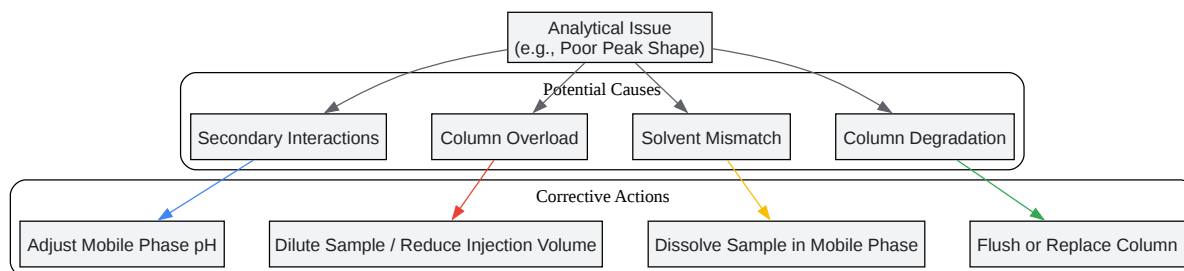 Analytical Issue
(e.g., Poor Peak Shape)
Potential Causes
Secondary Interactions
Column Overload
Solvent Mismatch
Column Degradation
Corrective Actions
Adjust Mobile Phase pH
Dilute Sample / Reduce Injection Volume
Dissolve Sample in Mobile Phase
Flush or Replace Column